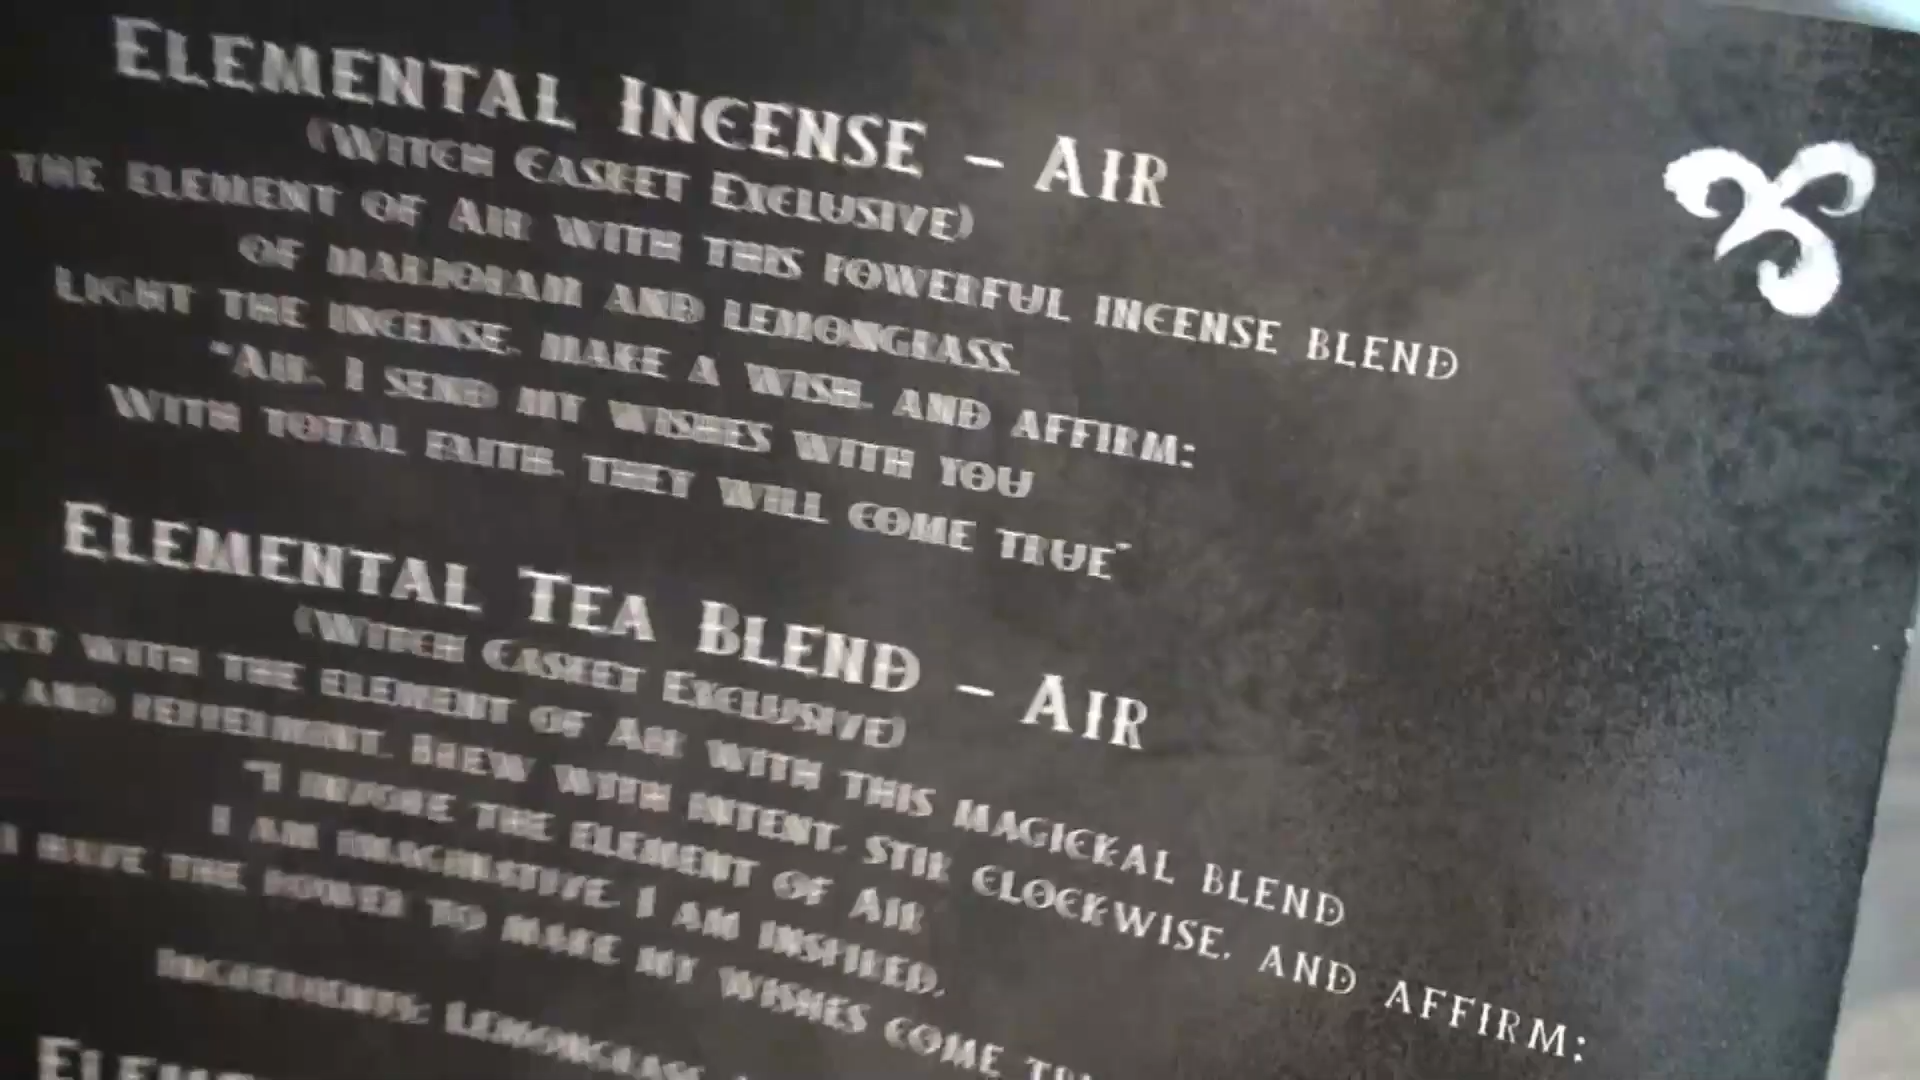 Elemental Incense – Air
(Witch Casket Exclusive)
the element of Air with this powerful incense blend
of marjoram and lemongrass.
Light the incense, make a wish, and affirm:
"Air, I send my wishes with you
With total faith, they will come true"
Elemental Tea Blend – Air
(Witch Casket Exclusive)
with the element of Air with this magickal blend
and peppermint. Brew with intent, stir clockwise, and affirm:
"I invoke the element of Air
I am imaginative, I am inspired,
I have the power to make my wishes come
Ingredients: Lemongrass